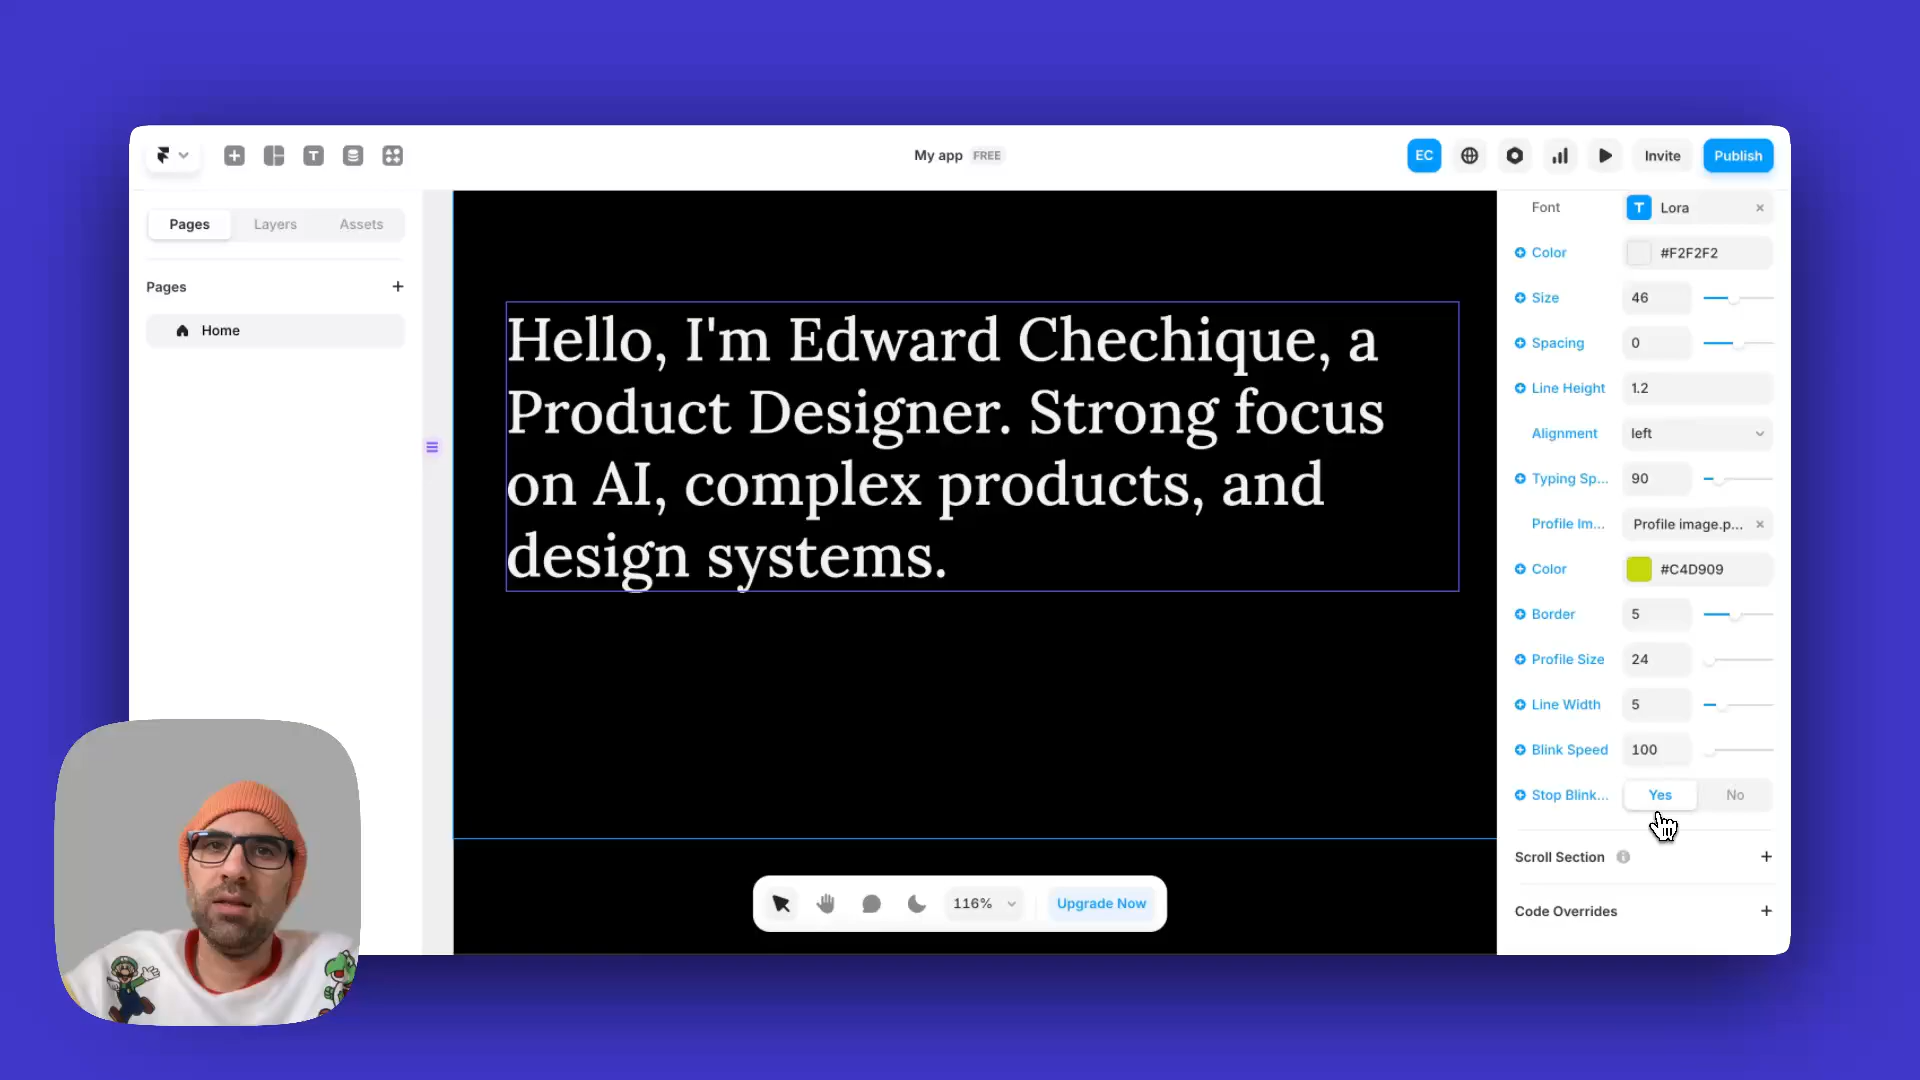 My app FREE
EC
Invite
Publish
Pages
Layers
Assets
Pages
Home
Hello, I'm Edward Chechique, a
Product Designer. Strong focus
on AI, complex products, and
design systems.
Font
T
Lora
Color
#F2F2F2
Size
46
Spacing
0
Line Height
1.2
Alignment
left
Typing Sp...
90
Profile Im...
Profile image.p...
Color
#C4D909
Border
5
Profile Size
24
Line Width
5
Blink Speed
100
Stop Blink...
Yes
No
Scroll Section
Code Overrides
116%
Upgrade Now